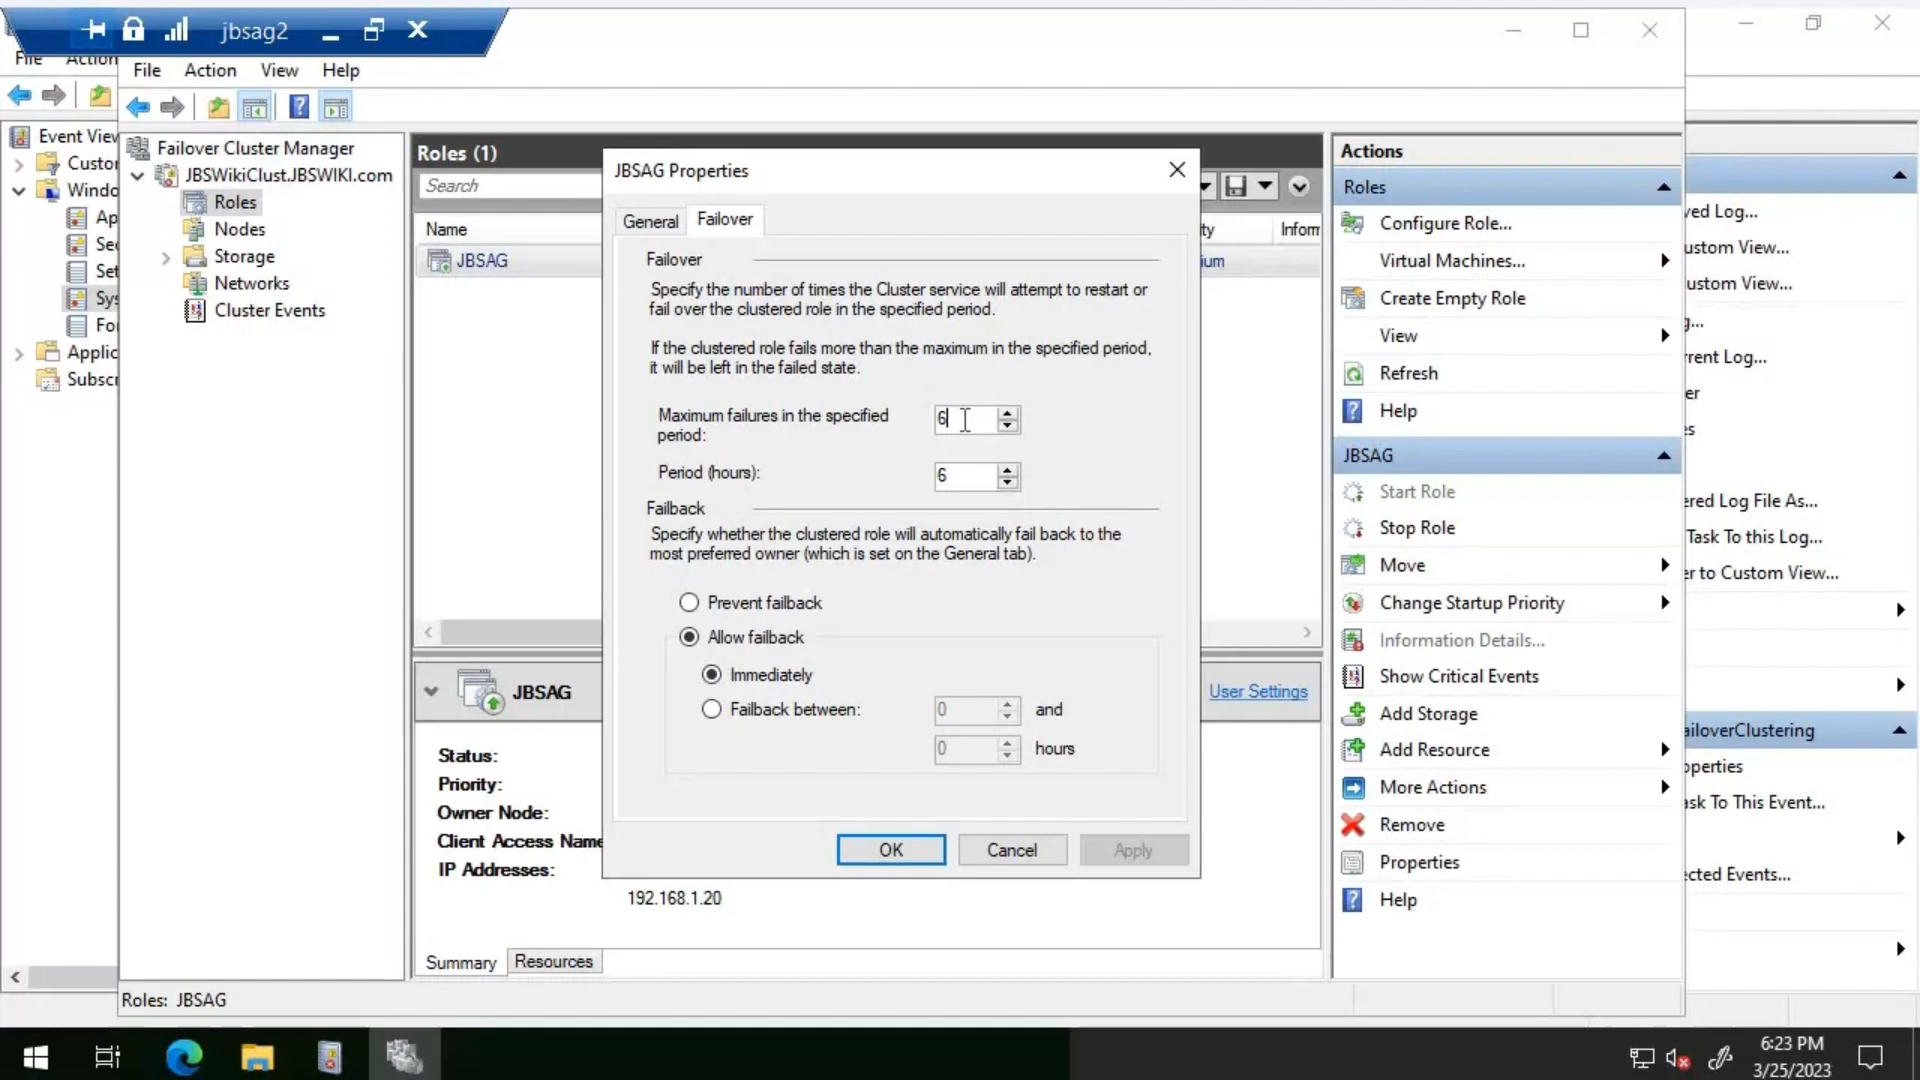 jbsag2
File
Action
File
Action
View
Help
Event View
Custo
Windo
Ap
Sec
Set
Sys
Fo
Applic
Subscr
Failover Cluster Manager
JBSWikiClust.JBSWIKI.com
Roles
Nodes
Storage
Networks
Cluster Events
Roles (1)
Search
Name
ty
Inform
JBSAG
ium
JBSAG Properties
General
Failover
Failover
Specify the number of times the Cluster service will attempt to restart or
fail over the clustered role in the specified period.
If the clustered role fails more than the maximum in the specified period,
it will be left in the failed state.
Maximum failures in the specified
period:
6
Period (hours):
6
Failback
Specify whether the clustered role will automatically fail back to the
most preferred owner (which is set on the General tab).
Prevent failback
Allow failback
Immediately
Failback between:
0
and
0
hours
OK
Cancel
Apply
JBSAG
User Settings
Status:
Priority:
Owner Node:
Client Access Name
IP Addresses:
192.168.1.20
Summary
Resources
Roles: JBSAG
Actions
Roles
Configure Role...
Virtual Machines...
Create Empty Role
View
Refresh
Help
JBSAG
Start Role
Stop Role
Move
Change Startup Priority
Information Details...
Show Critical Events
Add Storage
Add Resource
More Actions
Remove
Properties
Help
ved Log...
ustom View...
ustom View...
g...
rrent Log...
er
es
ered Log File As...
Task To this Log...
er to Custom View...
ailoverClustering
operties
ask To This Event...
ected Events...
6:23 PM
3/25/2023